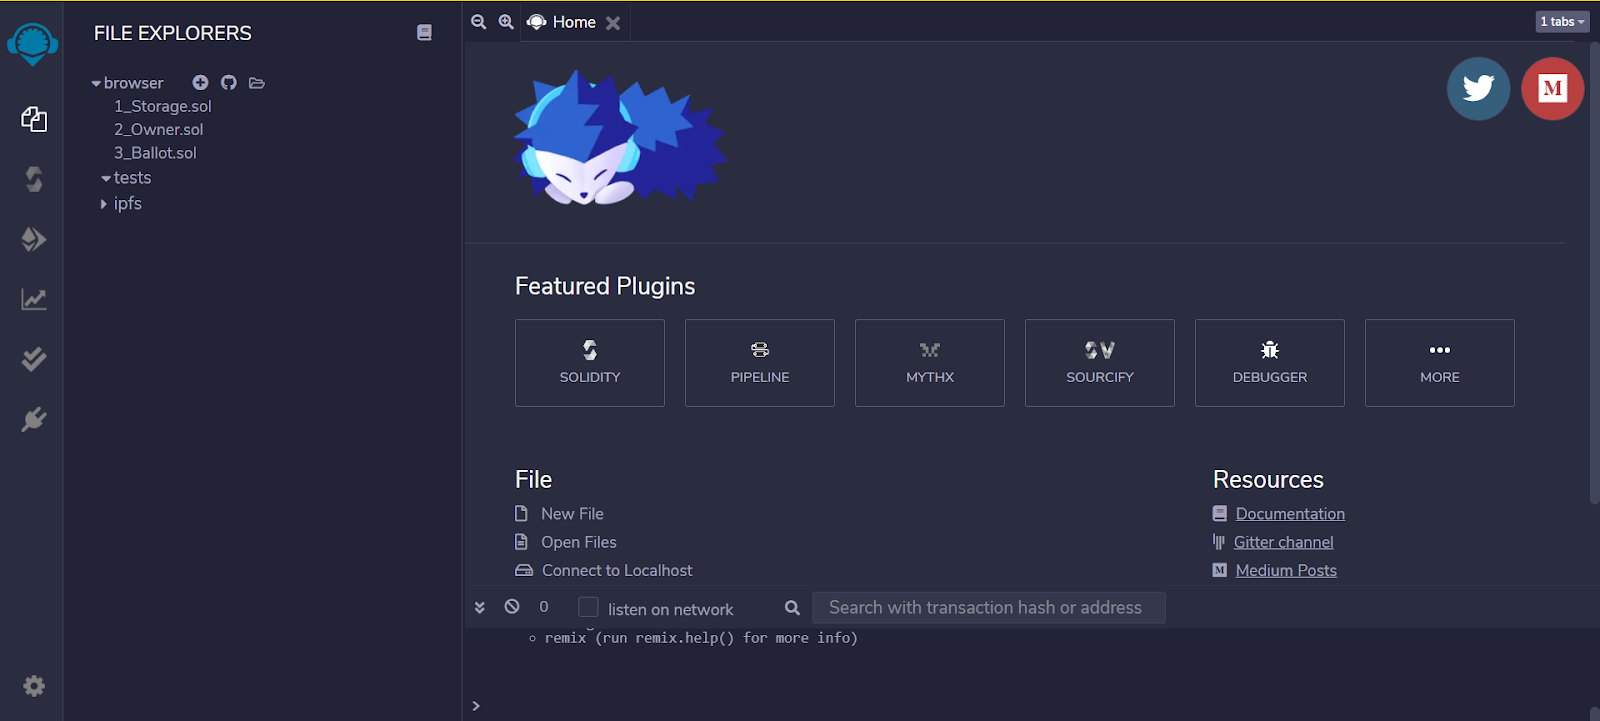 FILE EXPLORERS
browser
1_Storage.sol
2_Owner.sol
3_Ballot.sol
tests
ipfs
Home
1 tabs
M
Featured Plugins
SOLIDITY
PIPELINE
MYTHX
SOURCIFY
DEBUGGER
MORE
File
New File
Open Files
Connect to Localhost
Resources
Documentation
Gitter channel
M Medium Posts
0 listen on network Search with transaction hash or address
remix (run remix.help() for more info)
>